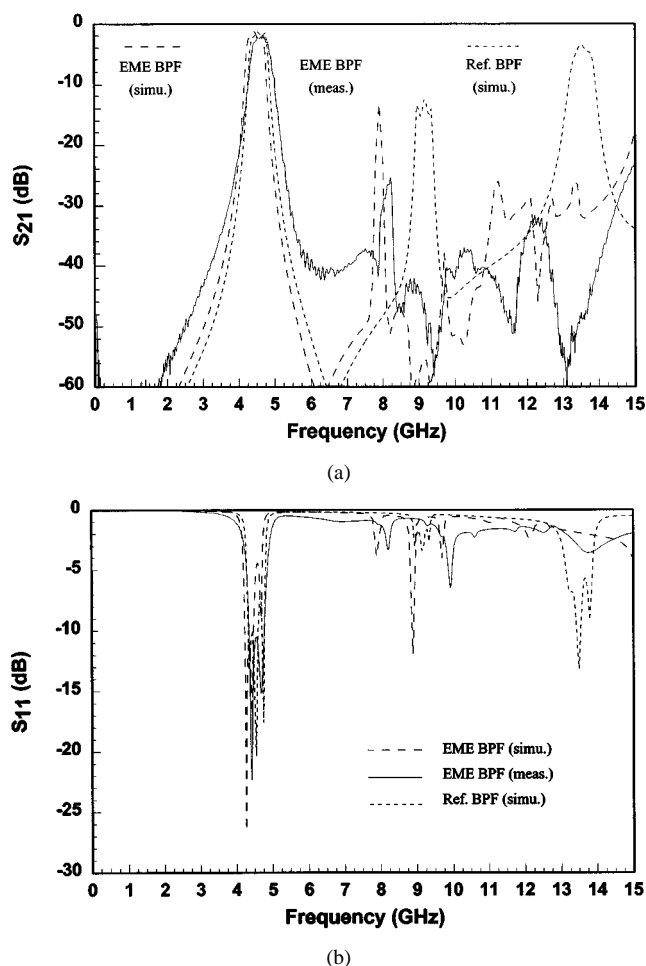 0
-10
-20
-30
-40
-50
-60
S21 (dB)
EME BPF
(simu.)
EME BPF
(meas.)
Ref. BPF
(simu.)
0 1 2 3 4 5 6 7 8 9 10 11 12 13 14 15
Frequency (GHz)
(a)
0
-5
-10
-15
-20
-25
-30
S11 (dB)
EME BPF (simu.)
EME BPF (meas.)
Ref. BPF (simu.)
0 1 2 3 4 5 6 7 8 9 10 11 12 13 14 15
Frequency (GHz)
(b)